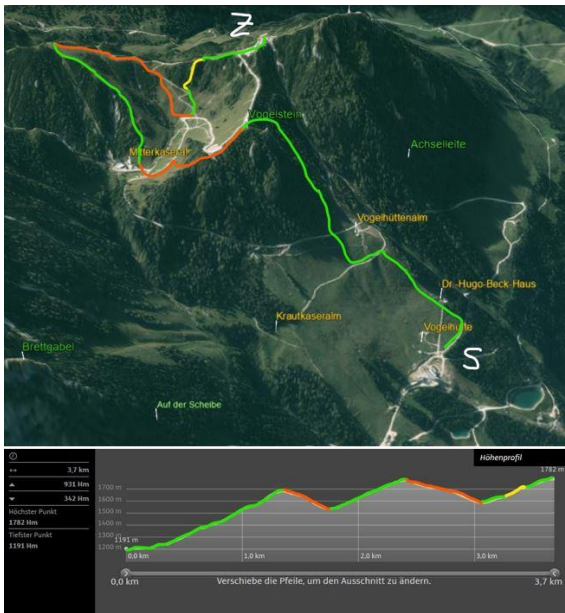 Z
Vogelstein
Mitterkaseralm
Achselleite
Vogelhüttenalm
Dr.-Hugo-Beck-Haus
Krautkaseralm
Vogelhütte
Brettgabel
S
Auf der Scheibe
Höhenprofil
3,7 km
931 Hm
342 Hm
Höchster Punkt
1782 Hm
Tiefster Punkt
1191 Hm
1782 m
1700 m
1600 m
1500 m
1400 m
1300 m
1191 m
1200 m
0,0 km
1,0 km
2,0 km
3,0 km
0,0 km
Verschiebe die Pfeile, um den Ausschnitt zu ändern.
3,7 km